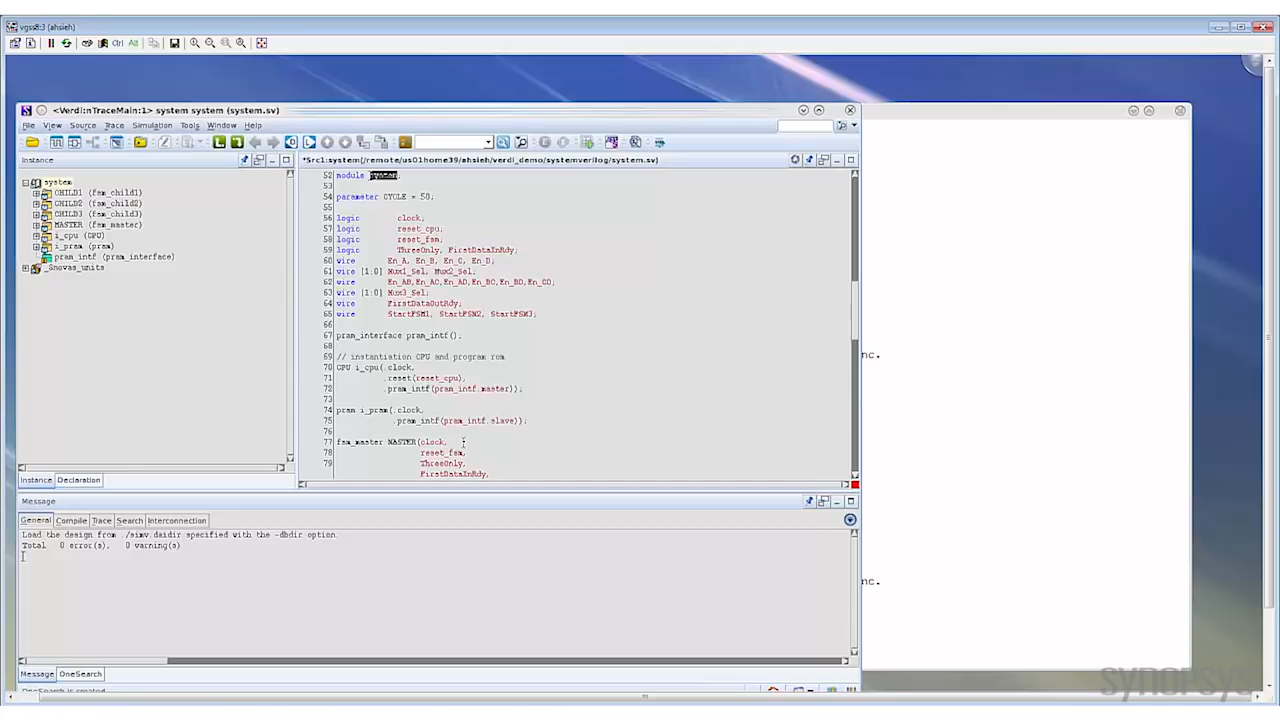 vgss8:3 (ahsieh)
Ctrl Alt
<Verdi:nTraceMain:1> system system (system.sv)
File View Source Trace Simulation Tools Window Help
Instance
*Src1:system(/remote/us01home39/ahsieh/verdi_demo/systemverilog/system.sv)
system
CHILD1 (fsm_child1)
CHILD2 (fsm_child2)
CHILD3 (fsm_child3)
MASTER (fsm_master)
i_cpu (CPU)
i_pram (pram)
pram_intf (pram_interface)
_$novas_units
52 module system;
53
54 parameter CYCLE = 50;
55
56 logic clock;
57 logic reset_cpu;
58 logic reset_fsm;
59 logic ThreeOnly, FirstDataInRdy;
60 wire En_A, En_B, En_C, En_D;
61 wire [1:0] Mux1_Sel, Mux2_Sel;
62 wire En_AB,En_AC,En_AD,En_BC,En_BD,En_CD;
63 wire [1:0] Mux3_Sel;
64 wire FirstDataOutRdy;
65 wire StartFSM1, StartFSM2, StartFSM3;
66
67 pram_interface pram_intf();
68
69 // instantiation CPU and program rom
70 CPU i_cpu(.clock,
71 .reset(reset_cpu),
72 .pram_intf(pram_intf.master));
73
74 pram i_pram(.clock,
75 .pram_intf(pram_intf.slave));
76
77 fsm_master MASTER(clock,
78 reset_fsm,
79 ThreeOnly,
FirstDataInRdy,
Instance Declaration
Message
General Compile Trace Search Interconnection
Load the design from ./simv.daidir specified with the -dbdir option.
Total 0 error(s), 0 warning(s)
Message OneSearch
OneSearch is created
nc.
nc.
SYNOPSYS